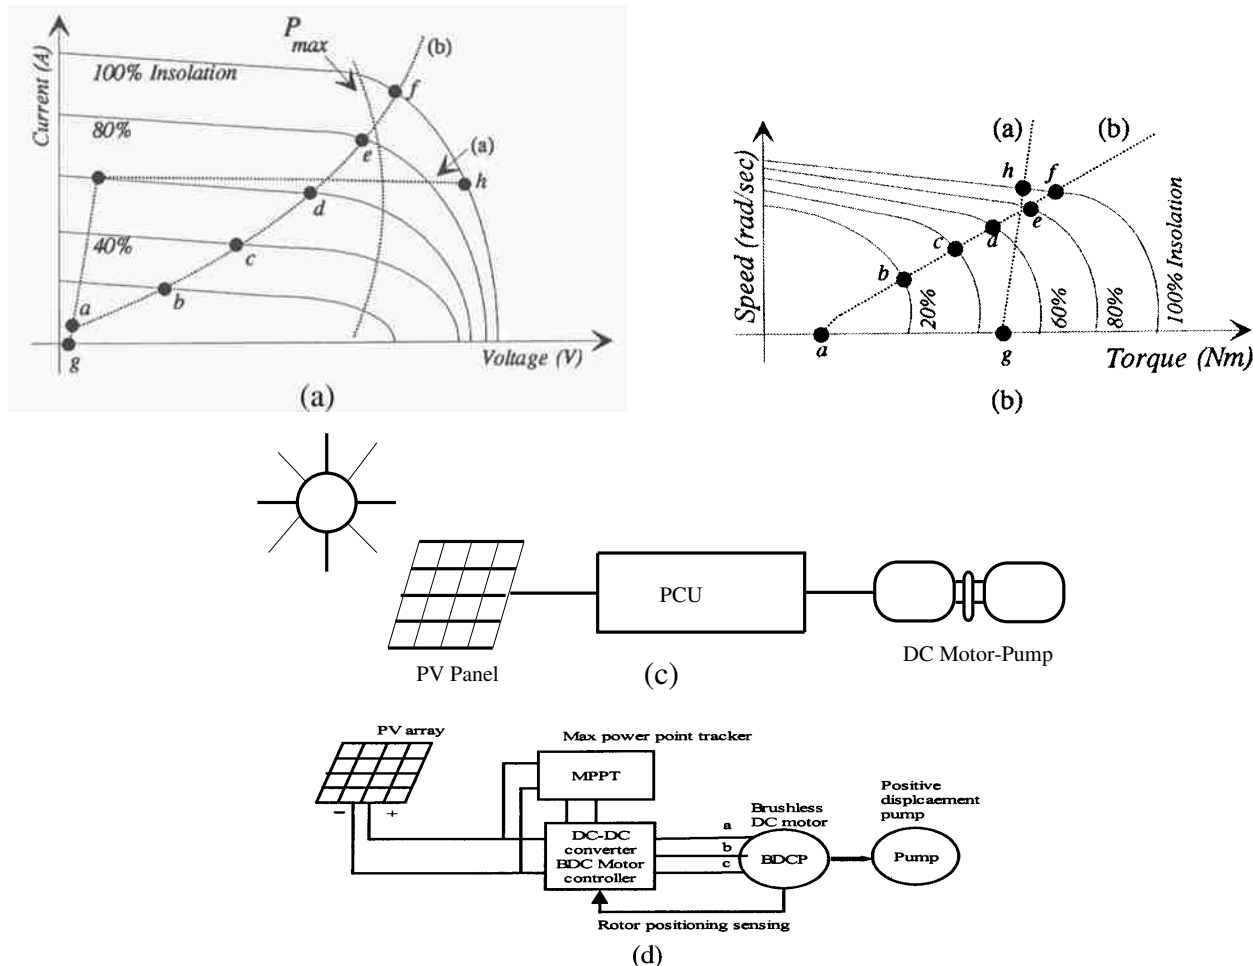 P max
(b)
100% Insolation
f
Current (A)
80%
e
(a)
h
d
40%
c
b
a
g
Voltage (V)
(a)
(a)
(b)
Speed (rad/sec)
h
f
e
d
c
b
20%
60%
80%
100% Insolation
a
g
Torque (Nm)
(b)
PCU
PV Panel
DC Motor-Pump
(c)
PV array
Max power point tracker
MPPT
− +
Brushless
DC motor
Positive
displcaement
pump
DC-DC
converter
BDC Motor
controller
a
b
c
BDCP
Pump
Rotor positioning sensing
(d)